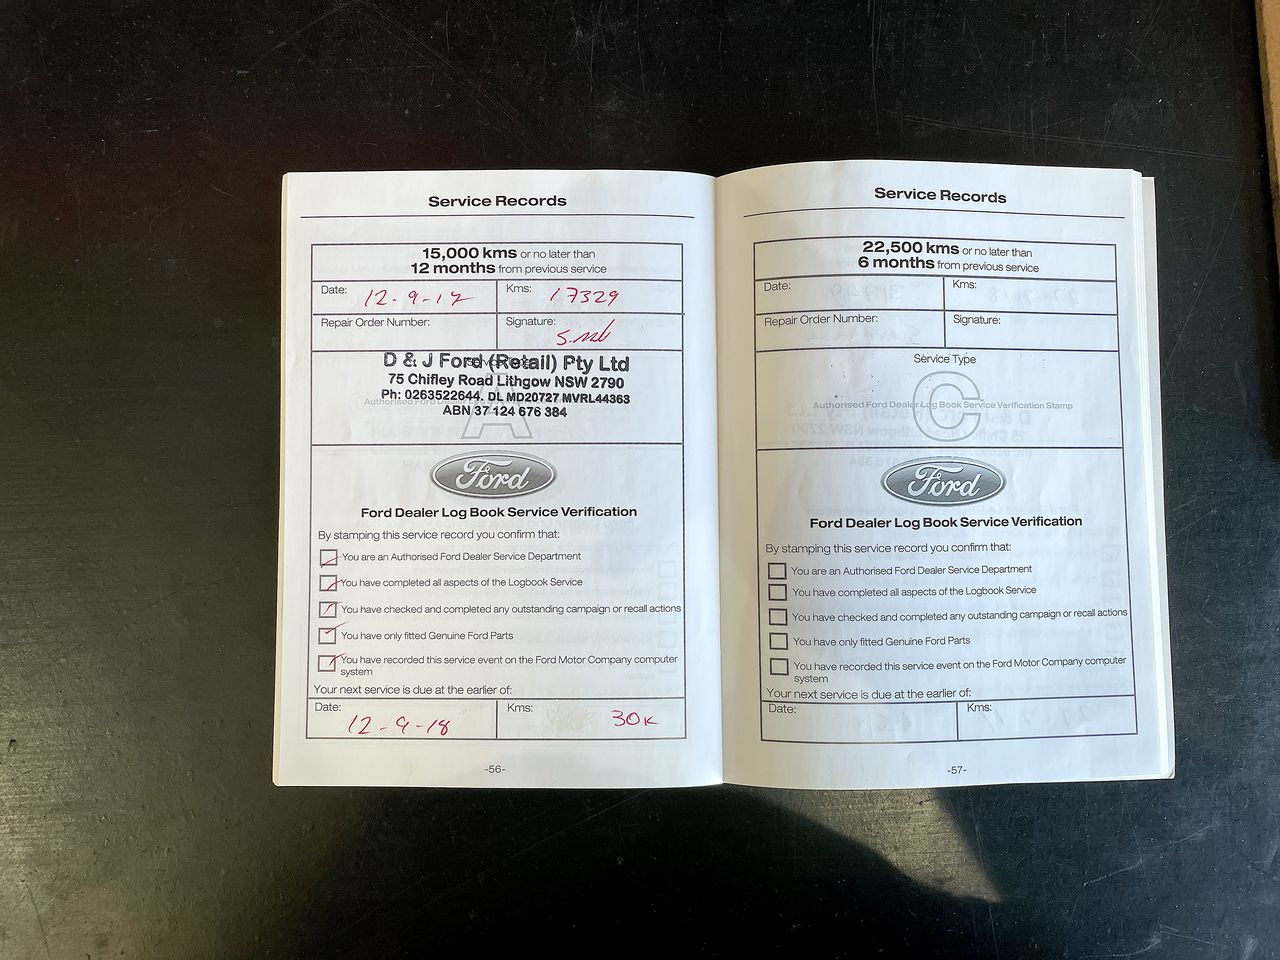 Service Records
15,000 kms or no later than
12 months from previous service
Date: 12-9-17 Kms: 17329
Repair Order Number: Signature:
D & J Ford (Retail) Pty Ltd
75 Chifley Road Lithgow NSW 2790
Ph: 0263522644. DL MD20727 MVRL44363
ABN 37 124 676 384
A
Ford
Ford Dealer Log Book Service Verification
By stamping this service record you confirm that:
You are an Authorised Ford Dealer Service Department
You have completed all aspects of the Logbook Service
You have checked and completed any outstanding campaign or recall actions
You have only fitted Genuine Ford Parts
You have recorded this service event on the Ford Motor Company computer
system
Your next service is due at the earlier of:
Date: 12-9-18 Kms: 30K
-56-
Service Records
22,500 kms or no later than
6 months from previous service
Date: Kms:
Repair Order Number: Signature:
Service Type
C
Authorised Ford Dealer Log Book Service Verification Stamp
Ford
Ford Dealer Log Book Service Verification
By stamping this service record you confirm that:
You are an Authorised Ford Dealer Service Department
You have completed all aspects of the Logbook Service
You have checked and completed any outstanding campaign or recall actions
You have only fitted Genuine Ford Parts
You have recorded this service event on the Ford Motor Company computer
system
Your next service is due at the earlier of:
Date: Kms:
-57-